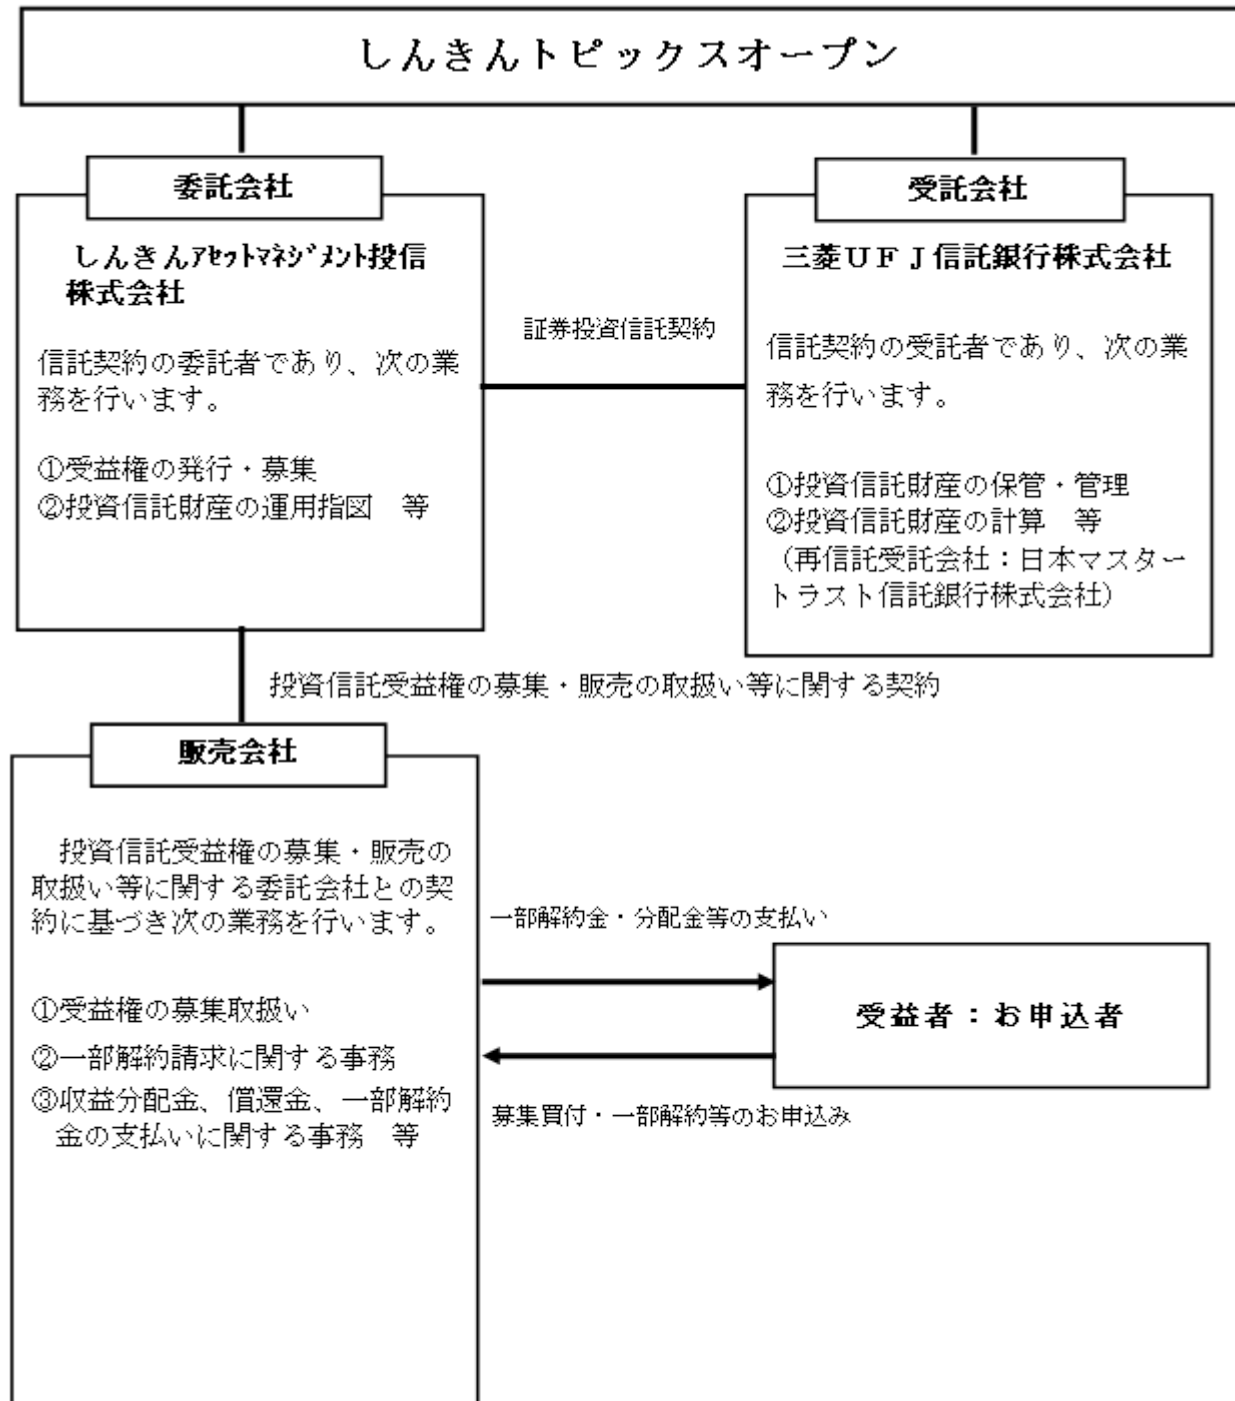 しんきんトピックスオープン
委託会社
しんきんｱｾｯﾄﾏﾈｼﾞﾒﾝﾄ投信
株式会社
信託契約の委託者であり、次の業
務を行います。
①受益権の発行・募集
②投資信託財産の運用指図　等
証券投資信託契約
受託会社
三菱ＵＦＪ信託銀行株式会社
信託契約の受託者であり、次の業
務を行います。
①投資信託財産の保管・管理
②投資信託財産の計算　等
（再信託受託会社：日本マスター
トラスト信託銀行株式会社）
投資信託受益権の募集・販売の取扱い等に関する契約
販売会社
投資信託受益権の募集・販売の
取扱い等に関する委託会社との契
約に基づき次の業務を行います。
①受益権の募集取扱い
②一部解約請求に関する事務
③収益分配金、償還金、一部解約
金の支払いに関する事務　等
一部解約金・分配金等の支払い
受益者：お申込者
募集買付・一部解約等のお申込み